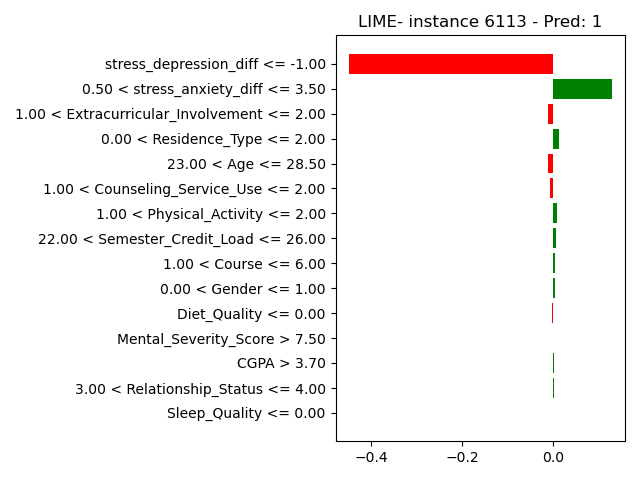 LIME- instance 6113 - Pred: 1
stress_depression_diff <= -1.00
0.50 < stress_anxiety_diff <= 3.50
1.00 < Extracurricular_Involvement <= 2.00
0.00 < Residence_Type <= 2.00
23.00 < Age <= 28.50
1.00 < Counseling_Service_Use <= 2.00
1.00 < Physical_Activity <= 2.00
22.00 < Semester_Credit_Load <= 26.00
1.00 < Course <= 6.00
0.00 < Gender <= 1.00
Diet_Quality <= 0.00
Mental_Severity_Score > 7.50
CGPA > 3.70
3.00 < Relationship_Status <= 4.00
Sleep_Quality <= 0.00
−0.4 −0.2 0.0